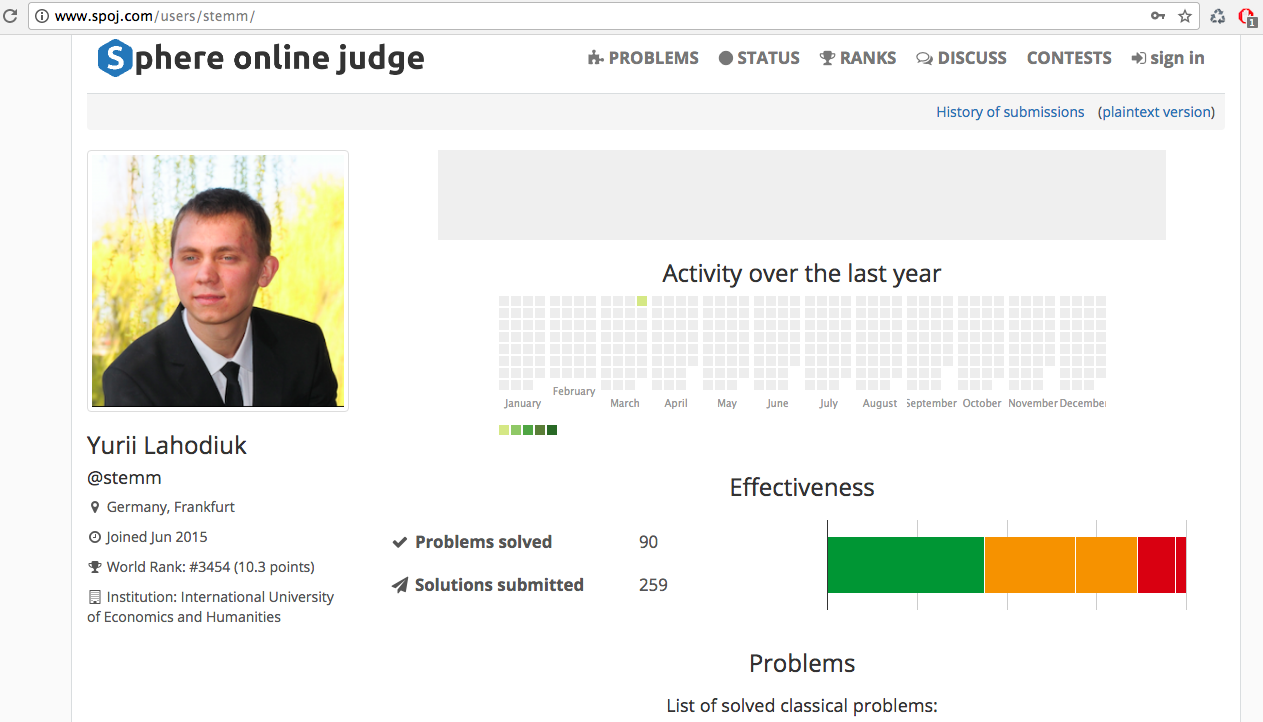 www.spoj.com/users/stemm/
1
Sphere online judge
PROBLEMS STATUS RANKS DISCUSS CONTESTS sign in
History of submissions (plaintext version)
Activity over the last year
January February March April May June July August September October November December
Yurii Lahodiuk
@stemm
Germany, Frankfurt
Joined Jun 2015
World Rank: #3454 (10.3 points)
Institution: International University
of Economics and Humanities
Effectiveness
Problems solved 90
Solutions submitted 259
Problems
List of solved classical problems: